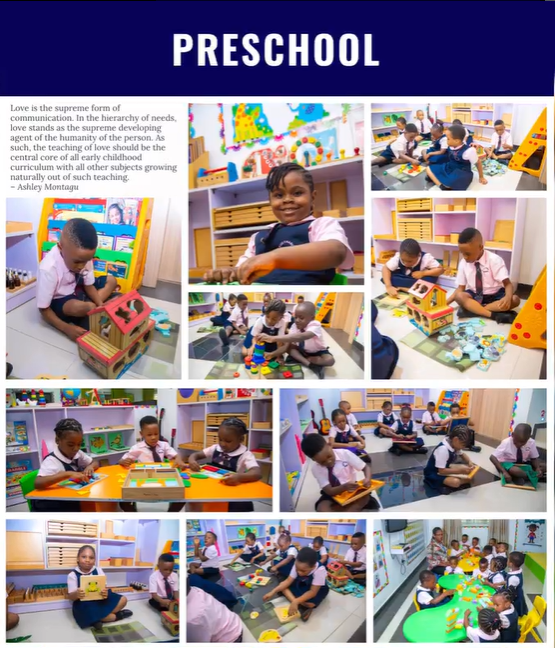 PRESCHOOL
Love is the supreme form of
communication. In the hierarchy of needs,
love stands as the supreme developing
agent of the humanity of the person. As
such, the teaching of love should be the
central core of all early childhood
curriculum with all other subjects growing
naturally out of such teaching.
~ Ashley Montagu